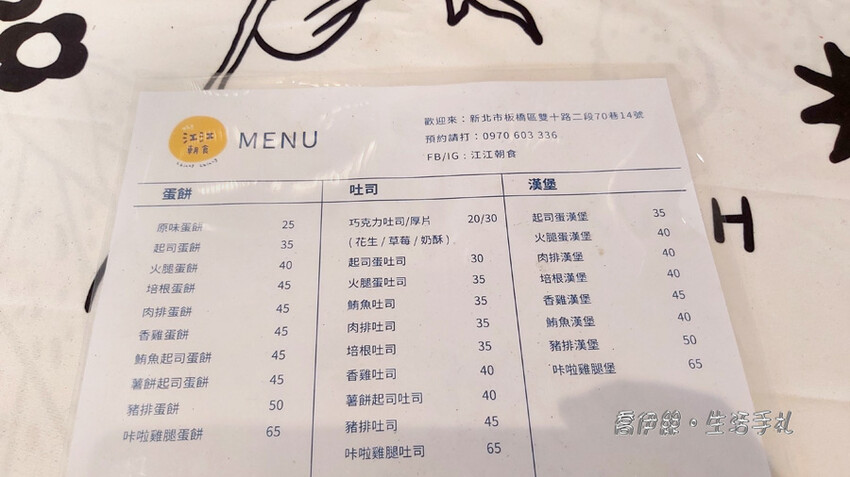 江江
朝食
MENU
歡迎來：新北市板橋區雙十路二段70巷14號
預約請打：0970 603 336
FB/IG：江江朝食
蛋餅
原味蛋餅 25
起司蛋餅 35
火腿蛋餅 40
培根蛋餅 45
肉排蛋餅 45
香雞蛋餅 45
鮪魚起司蛋餅 45
薯餅起司蛋餅 45
豬排蛋餅 50
咔啦雞腿蛋餅 65
吐司
巧克力吐司/厚片 20/30
(花生/草莓/奶酥)
起司蛋吐司 30
火腿蛋吐司 35
鮪魚吐司 35
肉排吐司 35
培根吐司 35
香雞吐司 40
薯餅起司吐司 40
豬排吐司 45
咔啦雞腿吐司 65
漢堡
起司蛋漢堡 35
火腿蛋漢堡 40
肉排漢堡 40
培根漢堡 40
香雞漢堡 45
鮪魚漢堡 40
豬排漢堡 50
咔啦雞腿堡 65
H
喬伊絲。生活手札